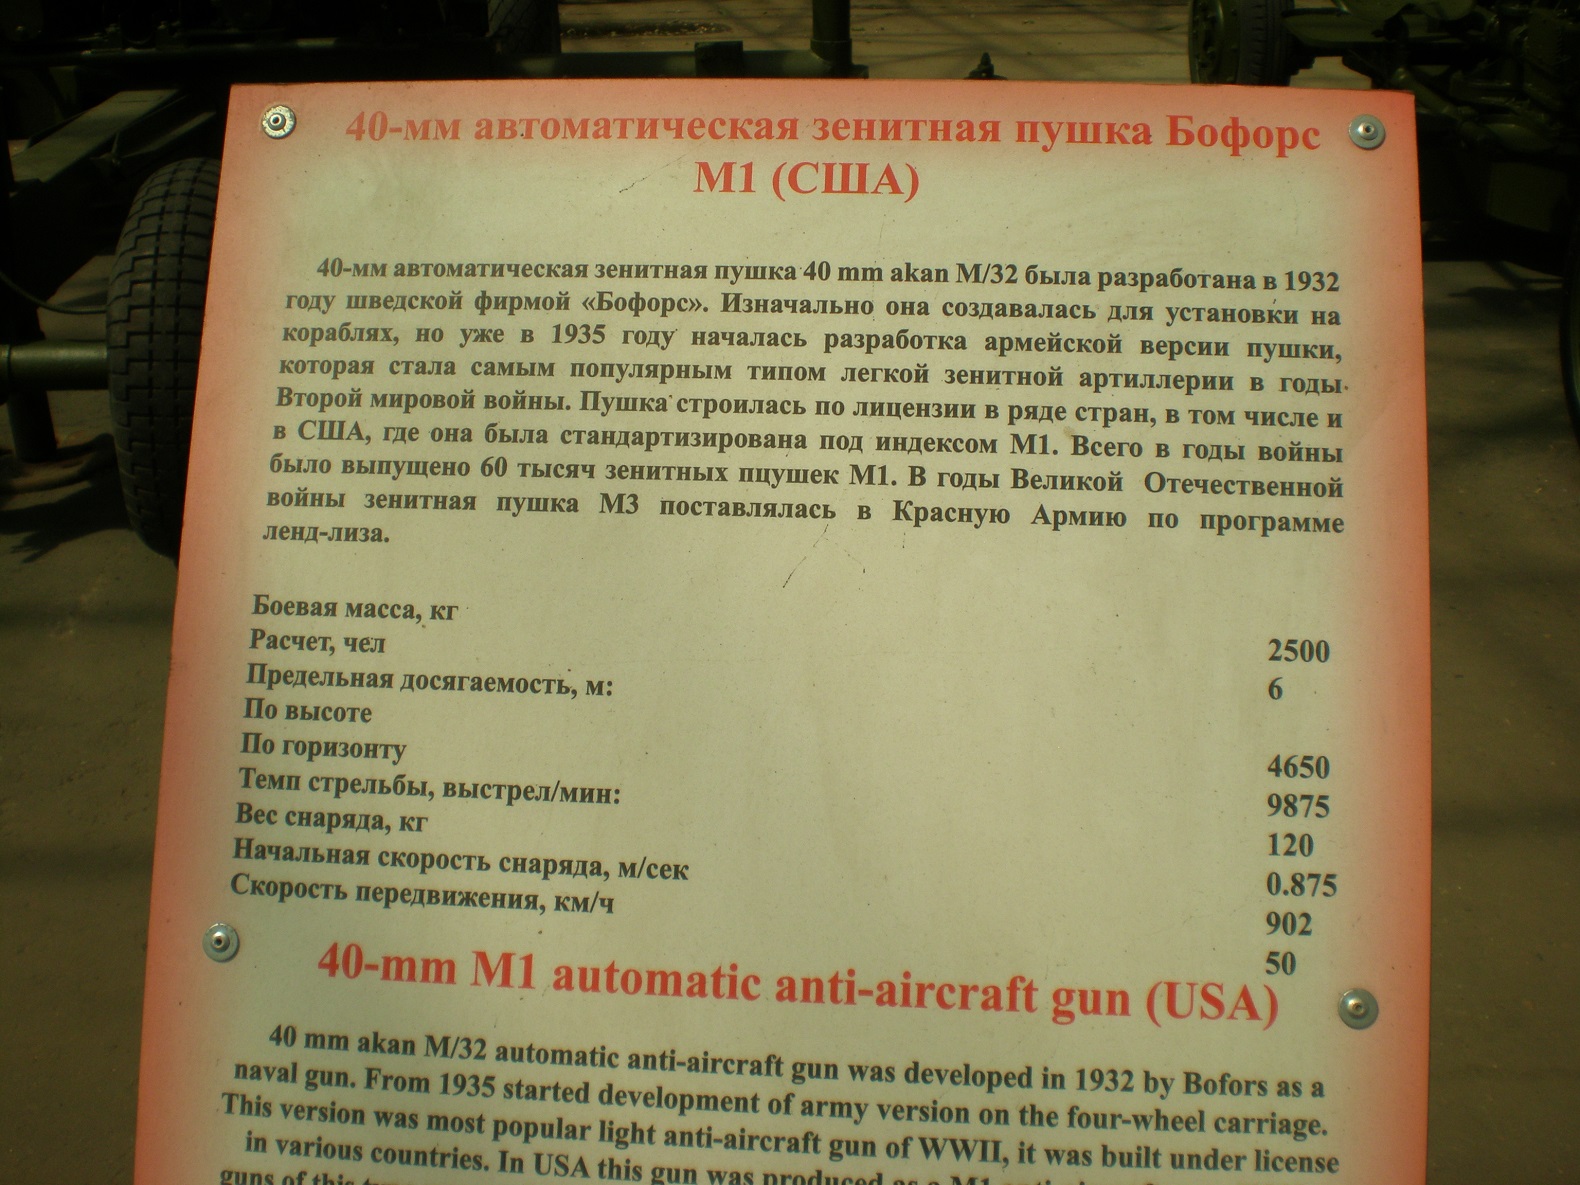 40-мм автоматическая зенитная пушка Бофорс
М1 (США)
40-мм автоматическая зенитная пушка 40 mm akan M/32 была разработана в 1932
году шведской фирмой «Бофорс». Изначально она создавалась для установки на
кораблях, но уже в 1935 году началась разработка армейской версии пушки,
которая стала самым популярным типом легкой зенитной артиллерии в годы
Второй мировой войны. Пушка строилась по лицензии в ряде стран, в том числе и
в США, где она была стандартизирована под индексом М1. Всего в годы войны
было выпущено 60 тысяч зенитных пцушек М1. В годы Великой Отечественной
войны зенитная пушка М3 поставлялась в Красную Армию по программе
ленд-лиза.
Боевая масса, кг
2500
Расчет, чел
6
Предельная досягаемость, м:
По высоте
4650
По горизонту
9875
Темп стрельбы, выстрел/мин:
120
Вес снаряда, кг
0.875
Начальная скорость снаряда, м/сек
902
Скорость передвижения, км/ч
50
40-mm M1 automatic anti-aircraft gun (USA)
40 mm akan M/32 automatic anti-aircraft gun was developed in 1932 by Bofors as a
naval gun. From 1935 started development of army version on the four-wheel carriage.
This version was most popular light anti-aircraft gun of WWII, it was built under license
in various countries. In USA this gun was produced as a M1
guns of this